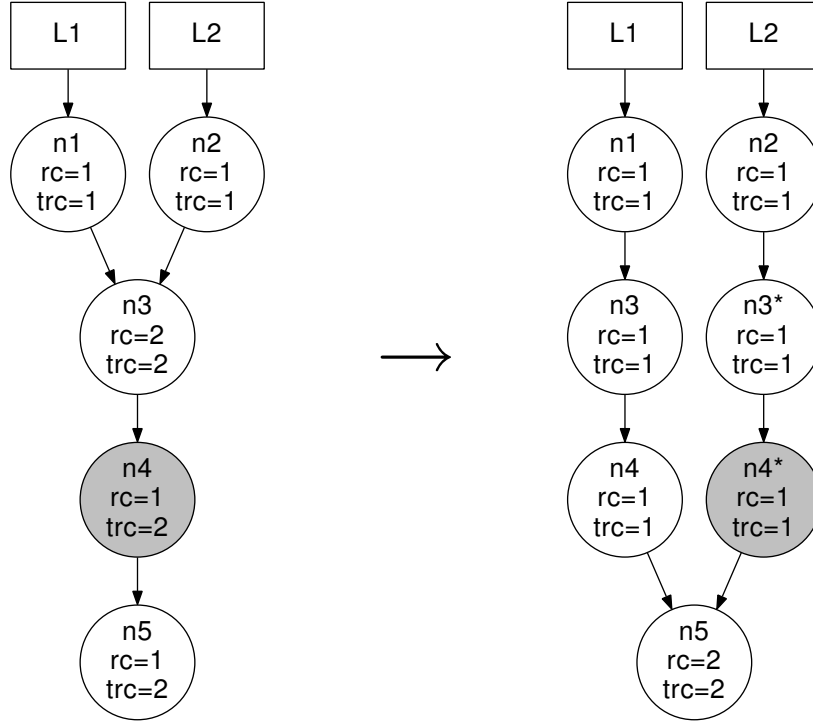 L1
L2
n1
rc=1
trc=1
n2
rc=1
trc=1
n3
rc=2
trc=2
n4
rc=1
trc=2
n5
rc=1
trc=2
L1
L2
n1
rc=1
trc=1
n2
rc=1
trc=1
n3
rc=1
trc=1
n3*
rc=1
trc=1
n4
rc=1
trc=1
n4*
rc=1
trc=1
n5
rc=2
trc=2